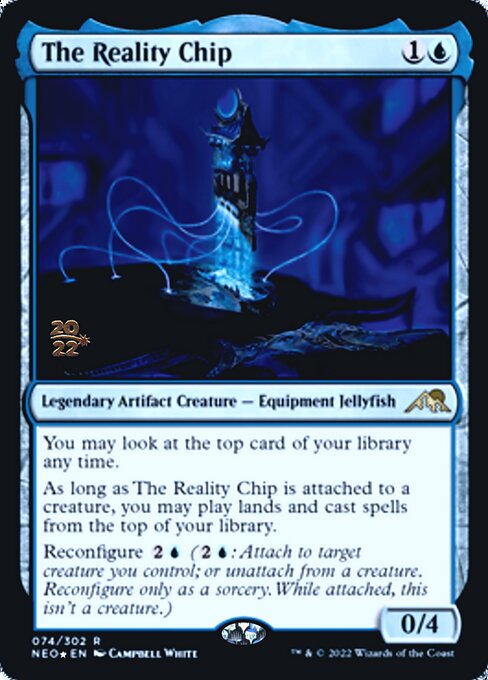 The Reality Chip 1
20
22
Legendary Artifact Creature — Equipment Jellyfish
You may look at the top card of your library
any time.
As long as The Reality Chip is attached to a
creature, you may play lands and cast spells
from the top of your library.
Reconfigure 2 (2 : Attach to target
creature you control; or unattach from a creature.
Reconfigure only as a sorcery. While attached, this
isn't a creature.)
0/4
074/302 R
NEO★EN Campbell White
™ & © 2022 Wizards of the Coast